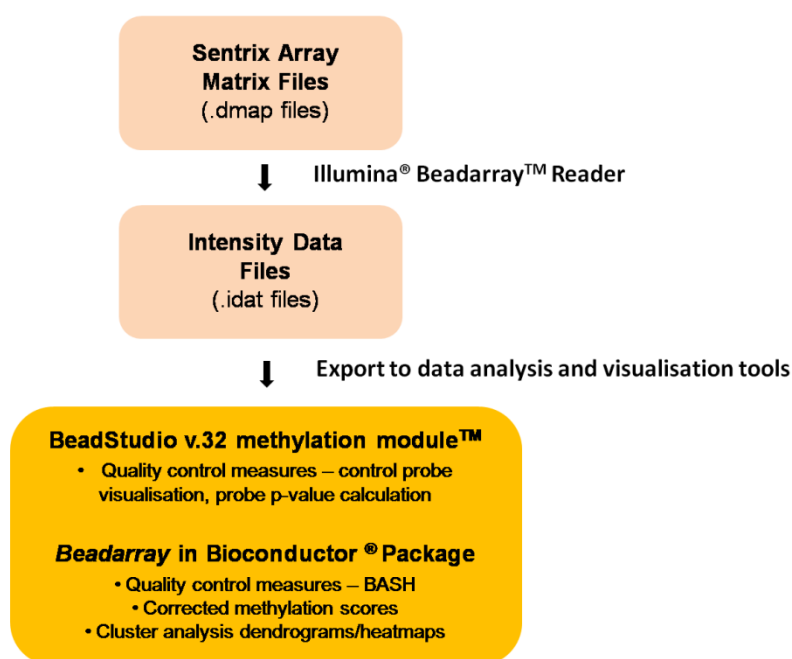 Sentrix Array
Matrix Files
(.dmap files)
Illumina® Beadarray™ Reader
Intensity Data
Files
(.idat files)
Export to data analysis and visualisation tools
BeadStudio v.32 methylation module™
• Quality control measures – control probe
visualisation, probe p-value calculation
Beadarray in Bioconductor ® Package
• Quality control measures – BASH
• Corrected methylation scores
• Cluster analysis dendrograms/heatmaps